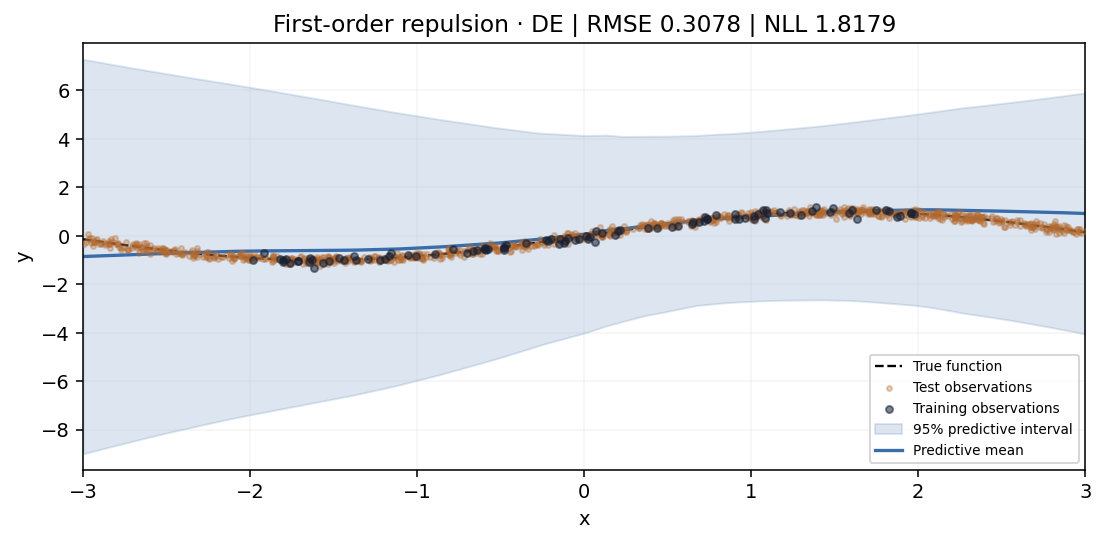 First-order repulsion · DE | RMSE 0.3078 | NLL 1.8179
y
6
4
2
0
−2
−4
−6
−8
−3
−2
−1
0
1
2
3
x
True function
Test observations
Training observations
95% predictive interval
Predictive mean